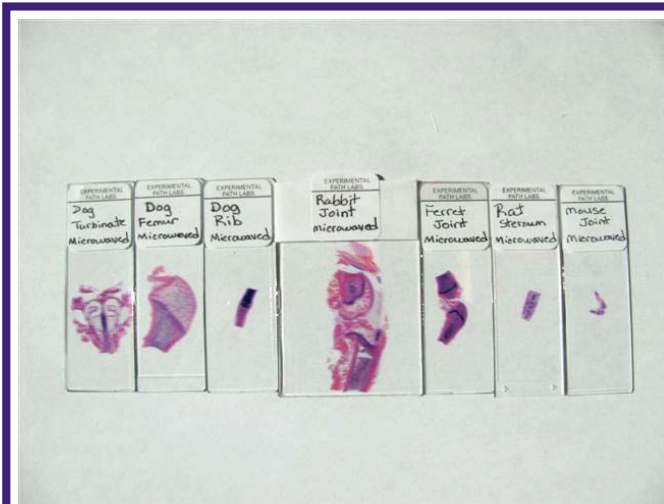 EXPERIMENTAL
PATH LABS
Dog
Turbinate
Microwaved
EXPERIMENTAL
PATH LABS
Dog
Femur
Microwaved
EXPERIMENTAL
PATH LABS
Dog
Rib
Microwaved
EXPERIMENTAL
PATH LABS
Rabbit
Joint
microwaved
EXPERIMENTAL
PATH LABS
Ferret
Joint
Microwaved
EXPERIMENTAL
PATH LABS
Rat
Sternum
Microwaved
EXPERIMENTAL
PATH LABS
mouse
Joint
Microwaved